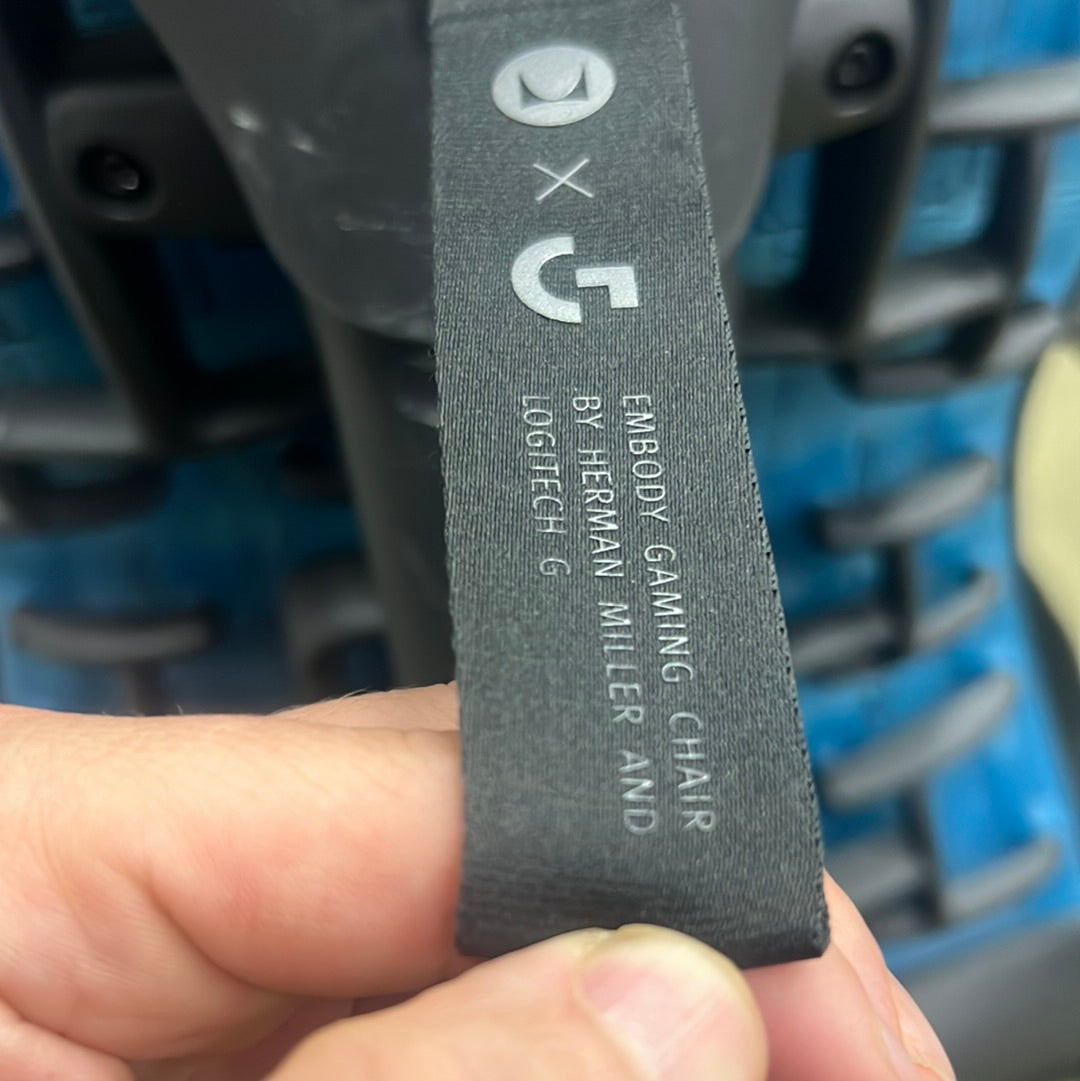 ×
G
EMBODY GAMING CHAIR
BY HERMAN MILLER AND
LOGITECH G